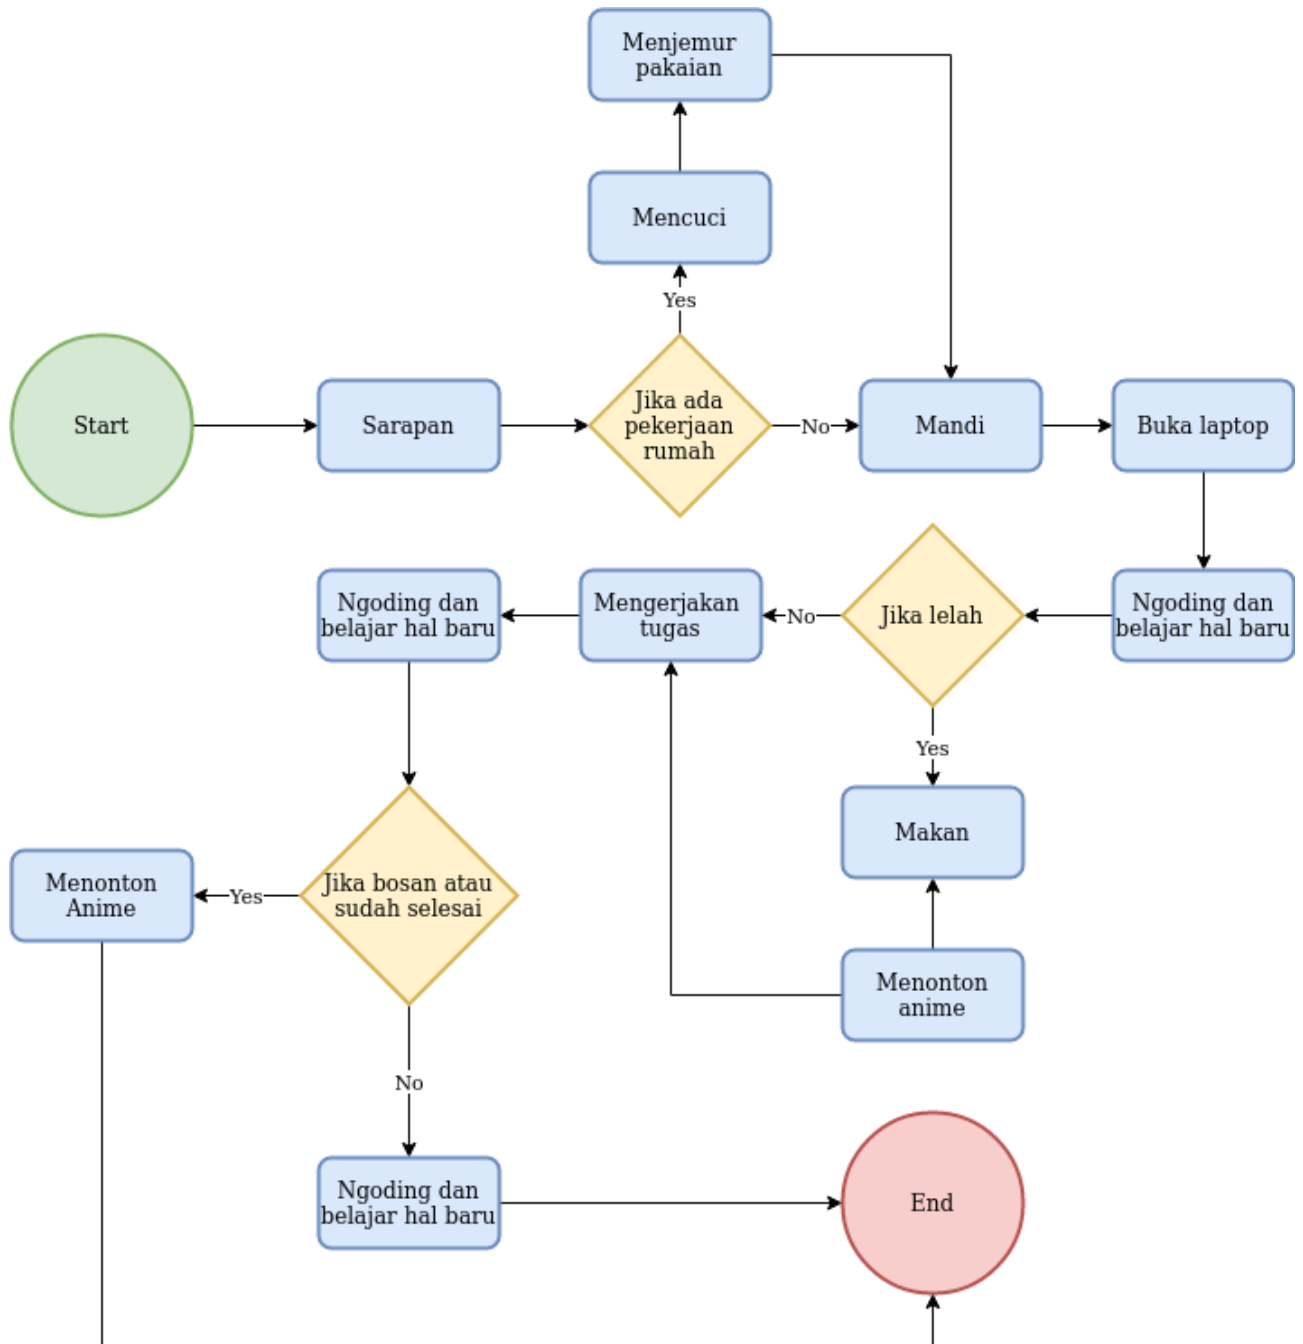 Menjemur
pakaian
Mencuci
Yes
Start
Sarapan
Jika ada
pekerjaan
rumah
No
Mandi
Buka laptop
Ngoding dan
belajar hal baru
Mengerjakan
tugas
No
Jika lelah
Ngoding dan
belajar hal baru
Yes
Makan
Menonton
Anime
Yes
Jika bosan atau
sudah selesai
Menonton
anime
No
Ngoding dan
belajar hal baru
End